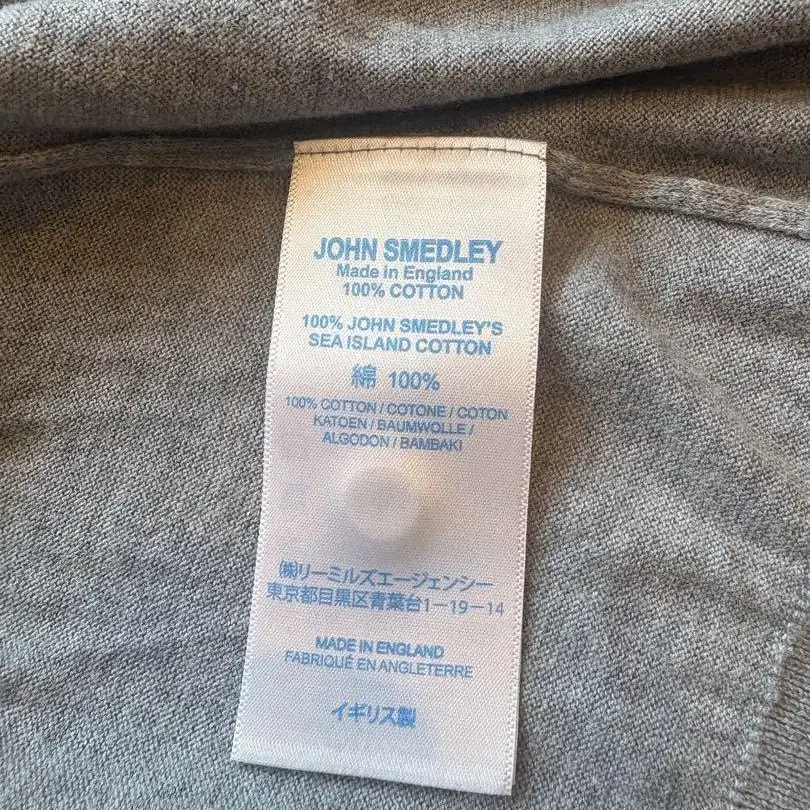 JOHN SMEDLEY
Made in England
100% COTTON
100% JOHN SMEDLEY'S
SEA ISLAND COTTON
綿 100%
100% COTTON / COTONE / COTON
KATOEN / BAUMWOLLE /
ALGODON / BAMBAKI
㈱リーミルズエージェンシー
東京都目黒区青葉台1-19-14
MADE IN ENGLAND
FABRIQUÉ EN ANGLETERRE
イギリス製